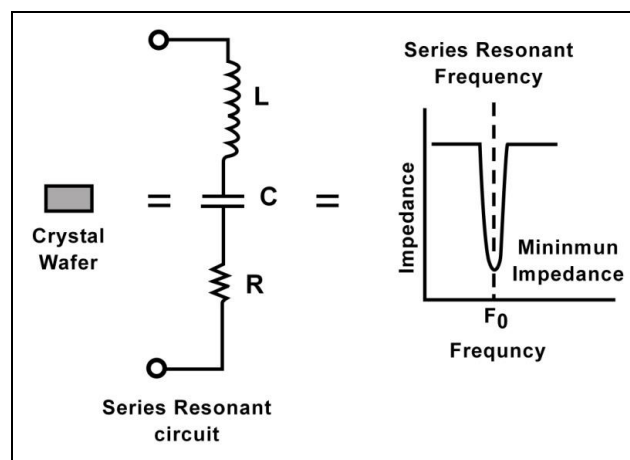 L
C
R
=
=
Crystal
Wafer
Series Resonant
circuit
Series Resonant
Frequency
Impedance
Mininmun
Impedance
F0
Frequncy